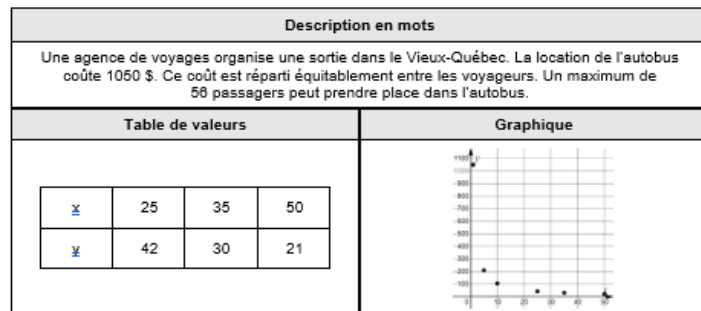 Description en mots
Une agence de voyages organise une sortie dans le Vieux-Québec. La location de l'autobus
coûte 1050 $. Ce coût est réparti équitablement entre les voyageurs. Un maximum de
56 passagers peut prendre place dans l'autobus.
Table de valeurs
Graphique
x 25 35 50
y 42 30 21
1100 y
1000
900
800
700
600
500
400
300
200
100
0 10 20 30 40 50